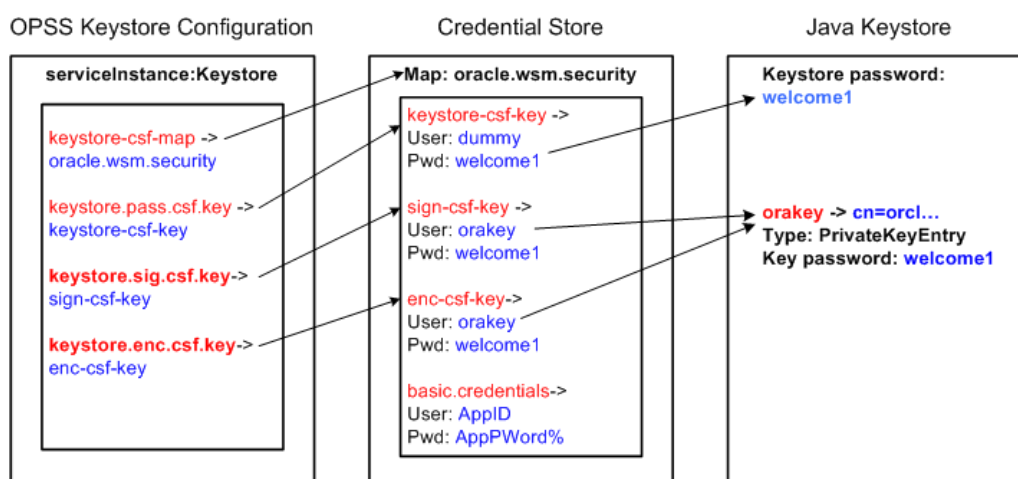 OPSS Keystore Configuration
serviceInstance:Keystore
keystore-csf-map ->
oracle.wsm.security
keystore.pass.csf.key->
keystore-csf-key
keystore.sig.csf.key->
sign-csf-key
keystore.enc.csf.key->
enc-csf-key
Credential Store
Map: oracle.wsm.security
keystore-csf-key ->
User: dummy
Pwd: welcome1
sign-csf-key ->
User: orakey
Pwd: welcome1
enc-csf-key->
User: orakey
Pwd: welcome1
basic.credentials->
User: AppID
Pwd: AppPWord%
Java Keystore
Keystore password:
welcome1
orakey -> cn=orcl...
Type: PrivateKeyEntry
Key password: welcome1